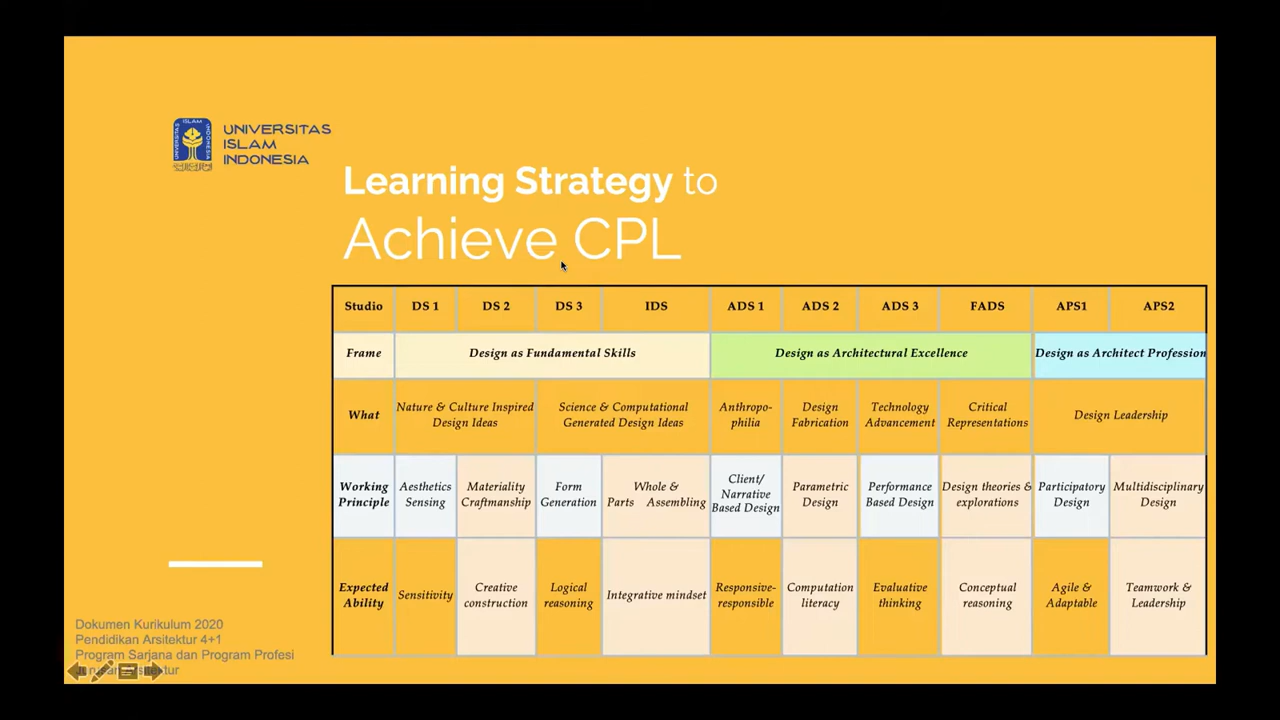 UNIVERSITAS
ISLAM
INDONESIA
Learning Strategy to
Achieve CPL
Studio DS 1 DS 2 DS 3 IDS ADS 1 ADS 2 ADS 3 FADS APS1 APS2
Frame Design as Fundamental Skills Design as Architectural Excellence Design as Architect Profession
What
Nature & Culture Inspired
Design Ideas
Science & Computational
Generated Design Ideas
Anthropo-
philia
Design
Fabrication
Technology
Advancement
Critical
Representations
Design Leadership
Working
Principle
Aesthetics
Sensing
Materiality
Craftmanship
Form
Generation
Whole &
Parts Assembling
Client/
Narrative
Based Design
Parametric
Design
Performance
Based Design
Design theories &
explorations
Participatory
Design
Multidisciplinary
Design
Expected
Ability
Sensitivity
Creative
construction
Logical
reasoning
Integrative mindset
Responsive-
responsible
Computation
literacy
Evaluative
thinking
Conceptual
reasoning
Agile &
Adaptable
Teamwork &
Leadership
Dokumen Kurikulum 2020
Pendidikan Arsitektur 4+1
Program Sarjana dan Program Profesi